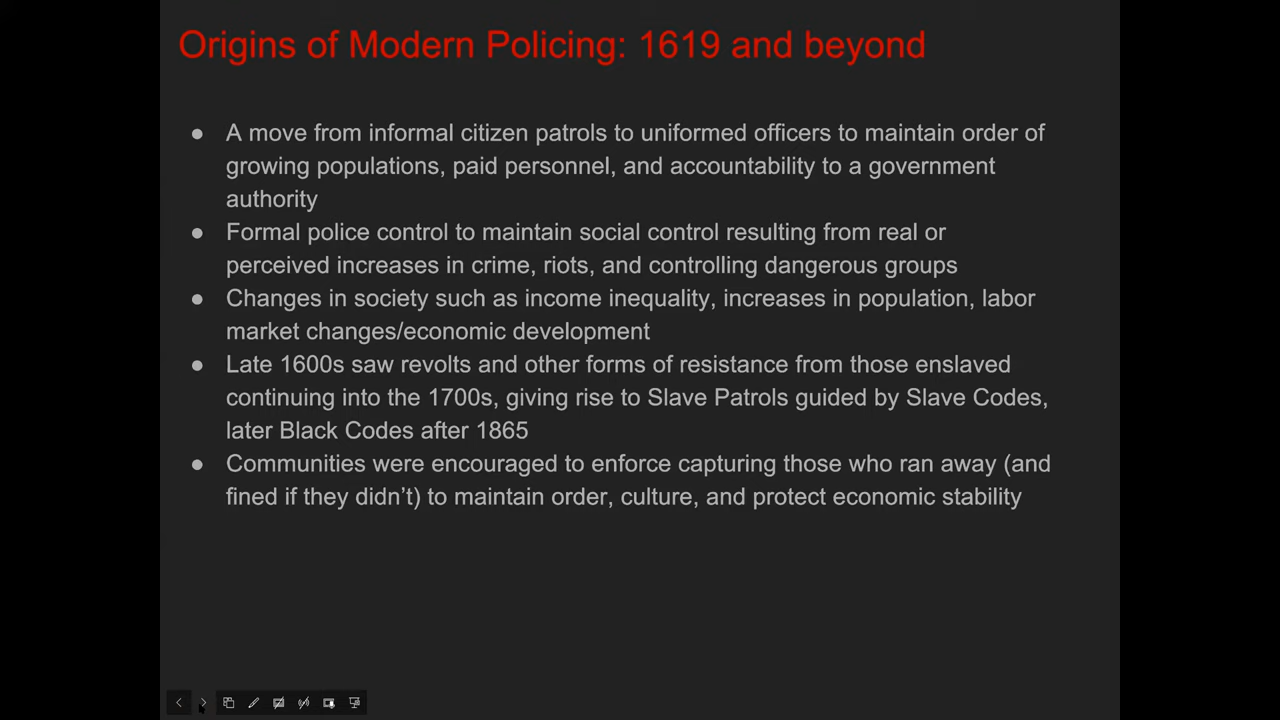 Origins of Modern Policing: 1619 and beyond
● A move from informal citizen patrols to uniformed officers to maintain order of
growing populations, paid personnel, and accountability to a government
authority
● Formal police control to maintain social control resulting from real or
perceived increases in crime, riots, and controlling dangerous groups
● Changes in society such as income inequality, increases in population, labor
market changes/economic development
● Late 1600s saw revolts and other forms of resistance from those enslaved
continuing into the 1700s, giving rise to Slave Patrols guided by Slave Codes,
later Black Codes after 1865
● Communities were encouraged to enforce capturing those who ran away (and
fined if they didn’t) to maintain order, culture, and protect economic stability